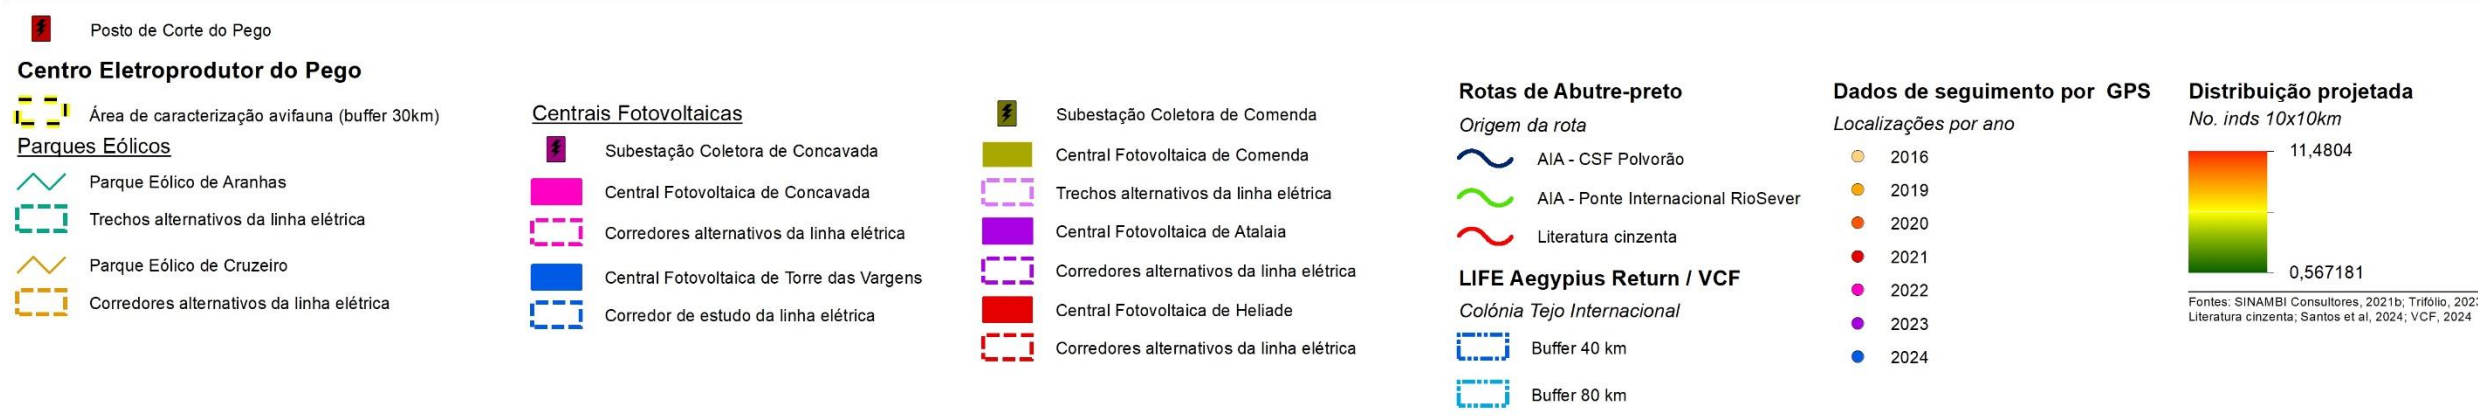 Posto de Corte do Pego
Centro Eletroprodutor do Pego
Área de caracterização avifauna (buffer 30km)
Parques Eólicos
Parque Eólico de Aranhas
Trechos alternativos da linha elétrica
Parque Eólico de Cruzeiro
Corredores alternativos da linha elétrica
Centrais Fotovoltaicas
Subestação Coletora de Concavada
Central Fotovoltaica de Concavada
Corredores alternativos da linha elétrica
Central Fotovoltaica de Torre das Vargens
Corredor de estudo da linha elétrica
Subestação Coletora de Comenda
Central Fotovoltaica de Comenda
Trechos alternativos da linha elétrica
Central Fotovoltaica de Atalaia
Corredores alternativos da linha elétrica
Central Fotovoltaica de Heliade
Corredores alternativos da linha elétrica
Rotas de Abutre-preto
Origem da rota
AIA - CSF Polvorão
AIA - Ponte Internacional RioSever
Literatura cinzenta
LIFE Aegypius Return / VCF
Colónia Tejo Internacional
Buffer 40 km
Buffer 80 km
Dados de seguimento por GPS
Localizações por ano
2016
2019
2020
2021
2022
2023
2024
Distribuição projetada
No. inds 10x10km
11,4804
0,567181
Fontes: SINAMBI Consultores, 2021b; Trifólio, 2023
Literatura cinzenta; Santos et al, 2024; VCF, 2024